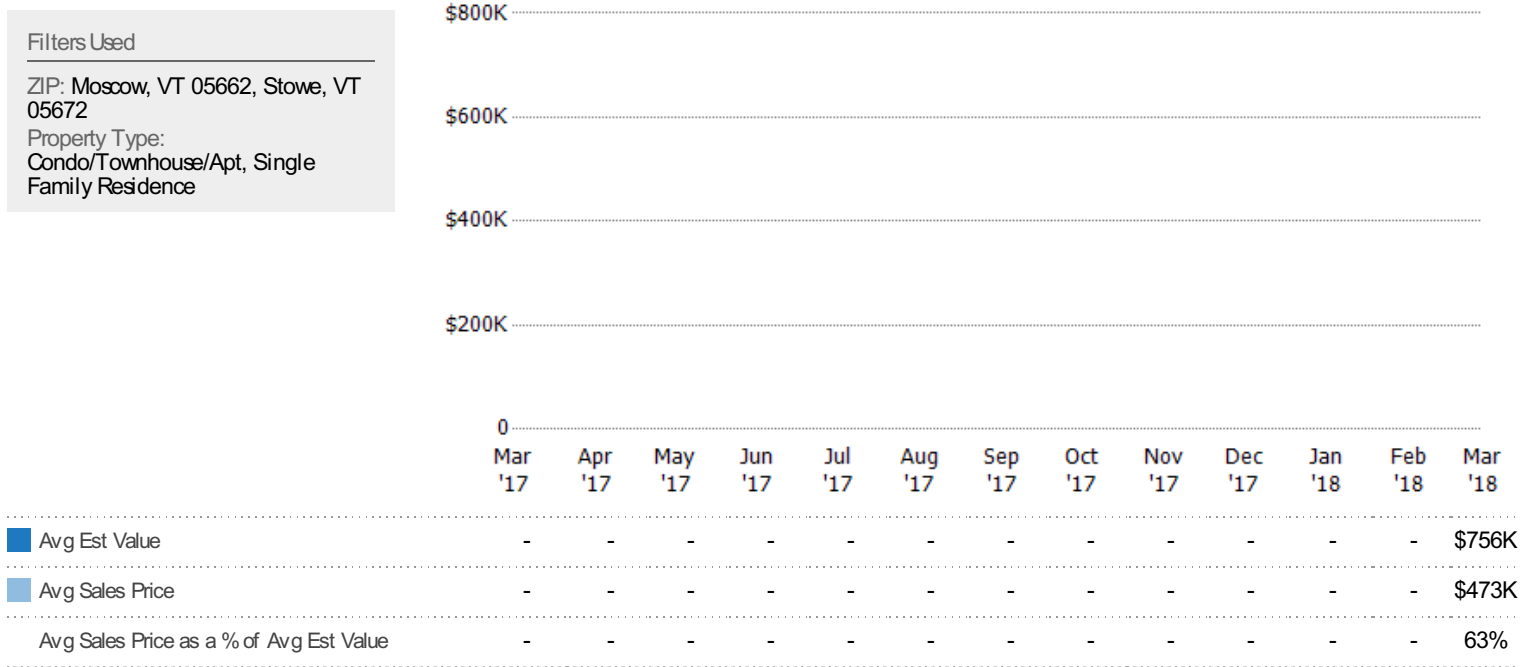 Filters Used
ZIP: Moscow, VT 05662, Stowe, VT
05672
Property Type:
Condo/Townhouse/Apt, Single
Family Residence
$800K
$600K
$400K
$200K
0
Mar Apr May Jun Jul Aug Sep Oct Nov Dec Jan Feb Mar
'17 '17 '17 '17 '17 '17 '17 '17 '17 '17 '18 '18 '18
Avg Est Value - - - - - - - - - - - - $756K
Avg Sales Price - - - - - - - - - - - - $473K
Avg Sales Price as a % of Avg Est Value - - - - - - - - - - - - 63%